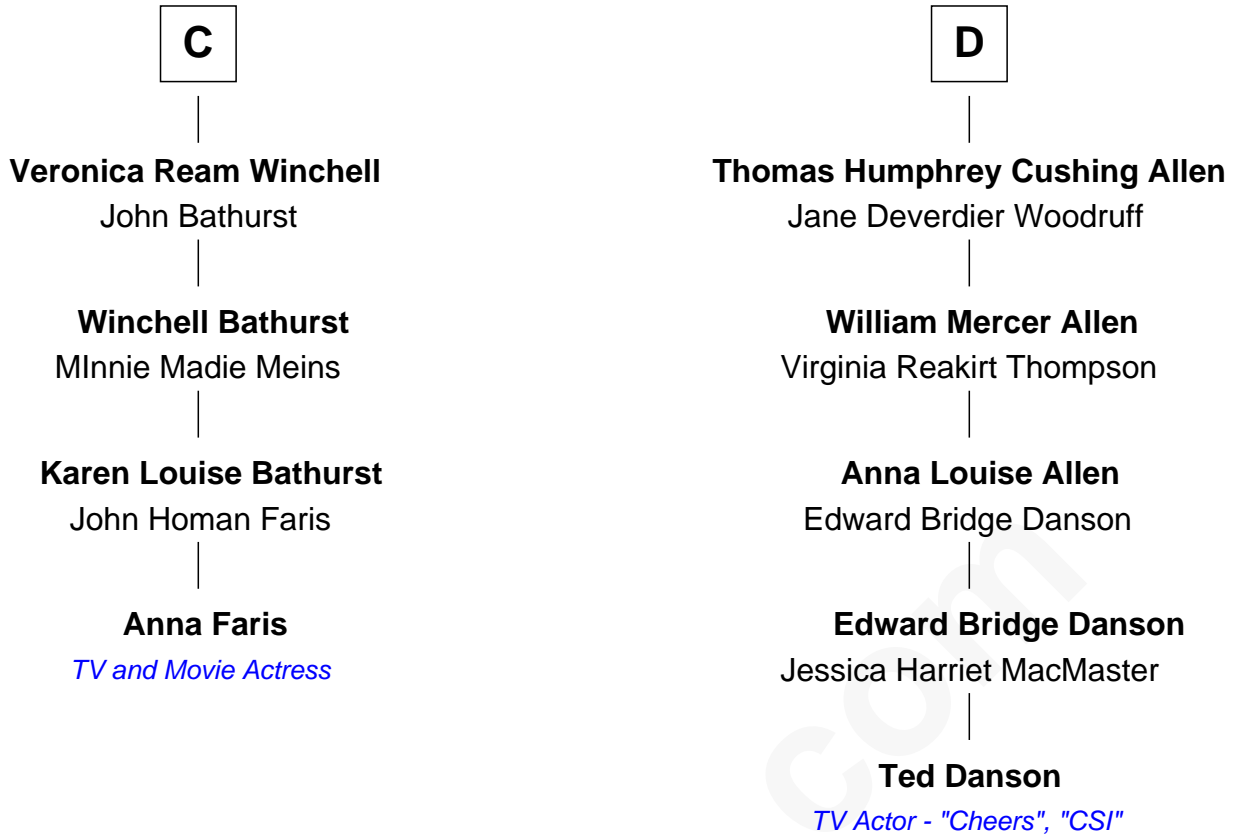 C
Veronica Ream Winchell
John Bathurst
Winchell Bathurst
MInnie Madie Meins
Karen Louise Bathurst
John Homan Faris
Anna Faris
TV and Movie Actress
D
Thomas Humphrey Cushing Allen
Jane Deverdier Woodruff
William Mercer Allen
Virginia Reakirt Thompson
Anna Louise Allen
Edward Bridge Danson
Edward Bridge Danson
Jessica Harriet MacMaster
Ted Danson
TV Actor - "Cheers", "CSI"
com